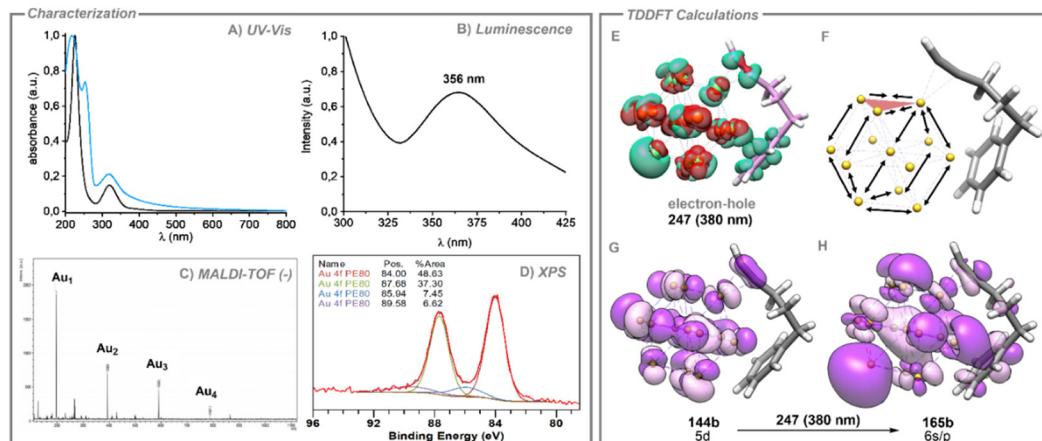 Characterization
A) UV-Vis
absorbance (a.u.)
1,0
0,8
0,6
0,4
0,2
0,0
200 300 400 500 600 700 800
λ (nm)
B) Luminescence
356 nm
Intensity (a.u.)
1,0
0,8
0,6
0,4
0,2
0,0
300 325 350 375 400 425
λ (nm)
C) MALDI-TOF (-)
Au1
Au2
Au3
Au4
D) XPS
Name Pos. %Area
Au 4f PE80 84.00 48.63
Au 4f PE80 87.68 37.30
Au 4f PE80 85.94 7.45
Au 4f PE80 89.58 6.62
96 92 88 84 80
Binding Energy (eV)
TDDFT Calculations
E
electron-hole
247 (380 nm)
F
G
144b
5d
247 (380 nm)
H
165b
6s/p